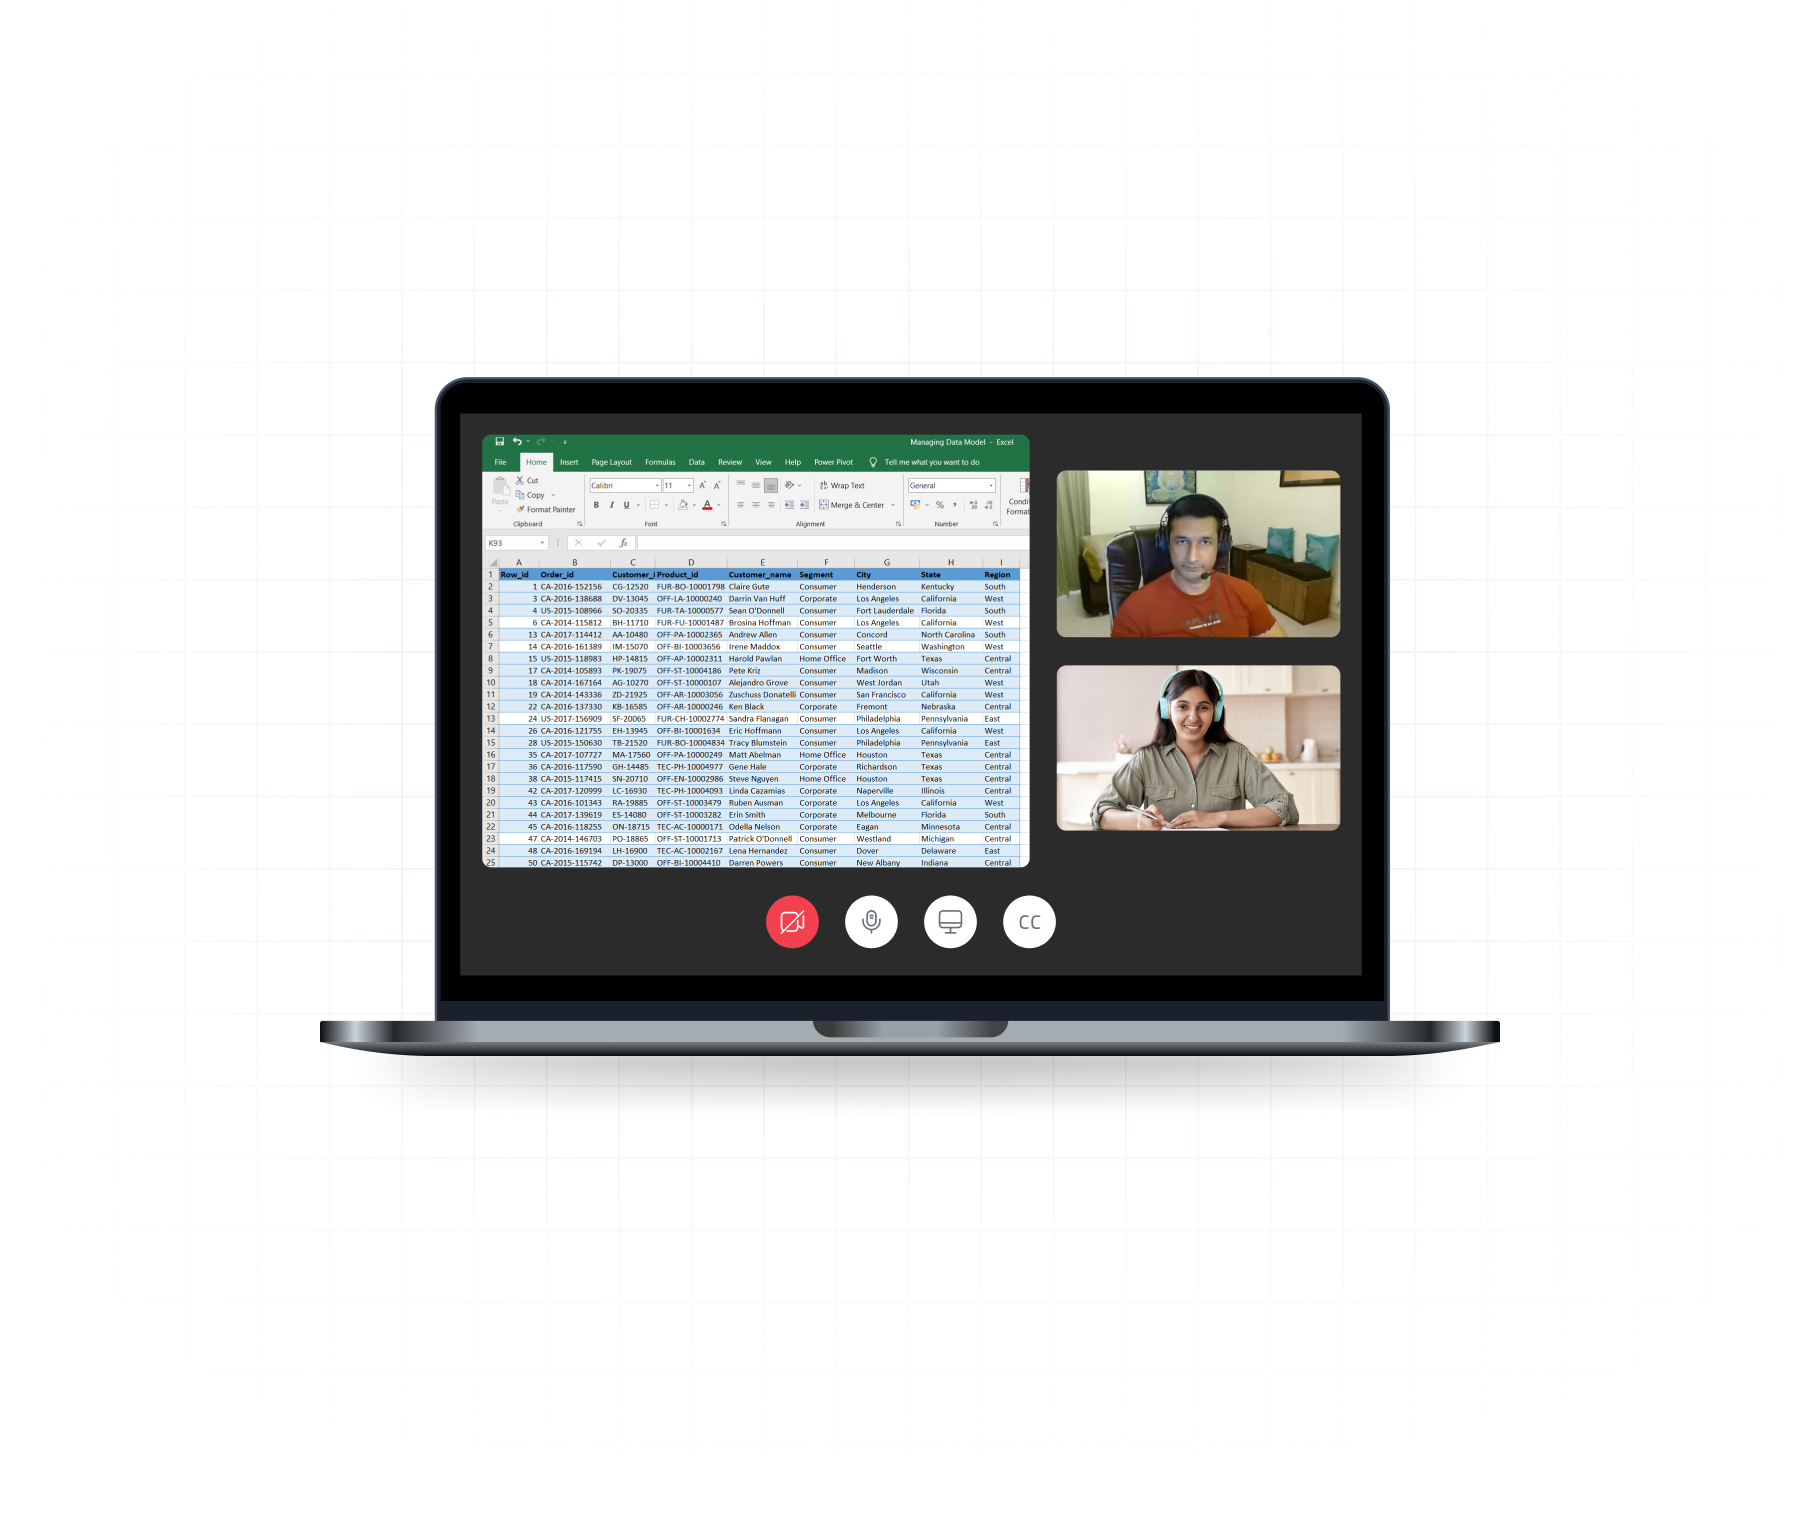 Managing Data Model - Excel
File Home Insert Page Layout Formulas Data Review View Help Power Pivot Tell me what you want to do
Paste
Cut
Copy
Format Painter
Clipboard
Calibri 11 A A
B I U A
Font
ab Wrap Text
Merge & Center
Alignment
General
%
Number
Condit
Format
K93 fx
A B C D E F G H I
1 Row_id Order_id Customer_i Product_id Customer_name Segment City State Region
2 1 CA-2016-152156 CG-12520 FUR-BO-10001798 Claire Gute Consumer Henderson Kentucky South
3 3 CA-2016-138688 DV-13045 OFF-LA-10000240 Darrin Van Huff Corporate Los Angeles California West
4 4 US-2015-108966 SO-20335 FUR-TA-10000577 Sean O'Donnell Consumer Fort Lauderdale Florida South
5 6 CA-2014-115812 BH-11710 FUR-FU-10001487 Brosina Hoffman Consumer Los Angeles California West
6 13 CA-2017-114412 AA-10480 OFF-PA-10002365 Andrew Allen Consumer Concord North Carolina South
7 14 CA-2016-161389 IM-15070 OFF-BI-10003656 Irene Maddox Consumer Seattle Washington West
8 15 US-2015-118983 HP-14815 OFF-AP-10002311 Harold Pawlan Home Office Fort Worth Texas Central
9 17 CA-2014-105893 PK-19075 OFF-ST-10004186 Pete Kriz Consumer Madison Wisconsin Central
10 18 CA-2014-167164 AG-10270 OFF-ST-10000107 Alejandro Grove Consumer West Jordan Utah West
11 19 CA-2014-143336 ZD-21925 OFF-AR-10003056 Zuschuss Donatelli Consumer San Francisco California West
12 22 CA-2016-137330 KB-16585 OFF-AR-10000246 Ken Black Corporate Fremont Nebraska Central
13 24 US-2017-156909 SF-20065 FUR-CH-10002774 Sandra Flanagan Consumer Philadelphia Pennsylvania East
14 26 CA-2016-121755 EH-13945 OFF-BI-10001634 Eric Hoffmann Consumer Los Angeles California West
15 28 US-2015-150630 TB-21520 FUR-BO-10004834 Tracy Blumstein Consumer Philadelphia Pennsylvania East
16 35 CA-2017-107727 MA-17560 OFF-PA-10000249 Matt Abelman Home Office Houston Texas Central
17 36 CA-2016-117590 GH-14485 TEC-PH-10004977 Gene Hale Corporate Richardson Texas Central
18 38 CA-2015-117415 SN-20710 OFF-EN-10002986 Steve Nguyen Home Office Houston Texas Central
19 42 CA-2017-120999 LC-16930 TEC-PH-10004093 Linda Cazamias Corporate Naperville Illinois Central
20 43 CA-2016-101343 RA-19885 OFF-ST-10003479 Ruben Ausman Corporate Los Angeles California West
21 44 CA-2017-139619 ES-14080 OFF-ST-10003282 Erin Smith Corporate Melbourne Florida South
22 45 CA-2016-118255 ON-18715 TEC-AC-10000171 Odella Nelson Corporate Eagan Minnesota Central
23 47 CA-2014-146703 PO-18865 OFF-ST-10001713 Patrick O'Donnell Consumer Westland Michigan Central
24 48 CA-2016-169194 LH-16900 TEC-AC-10002167 Lena Hernandez Consumer Dover Delaware East
25 50 CA-2015-115742 DP-13000 OFF-BI-10004410 Darren Powers Consumer New Albany Indiana Central
CC